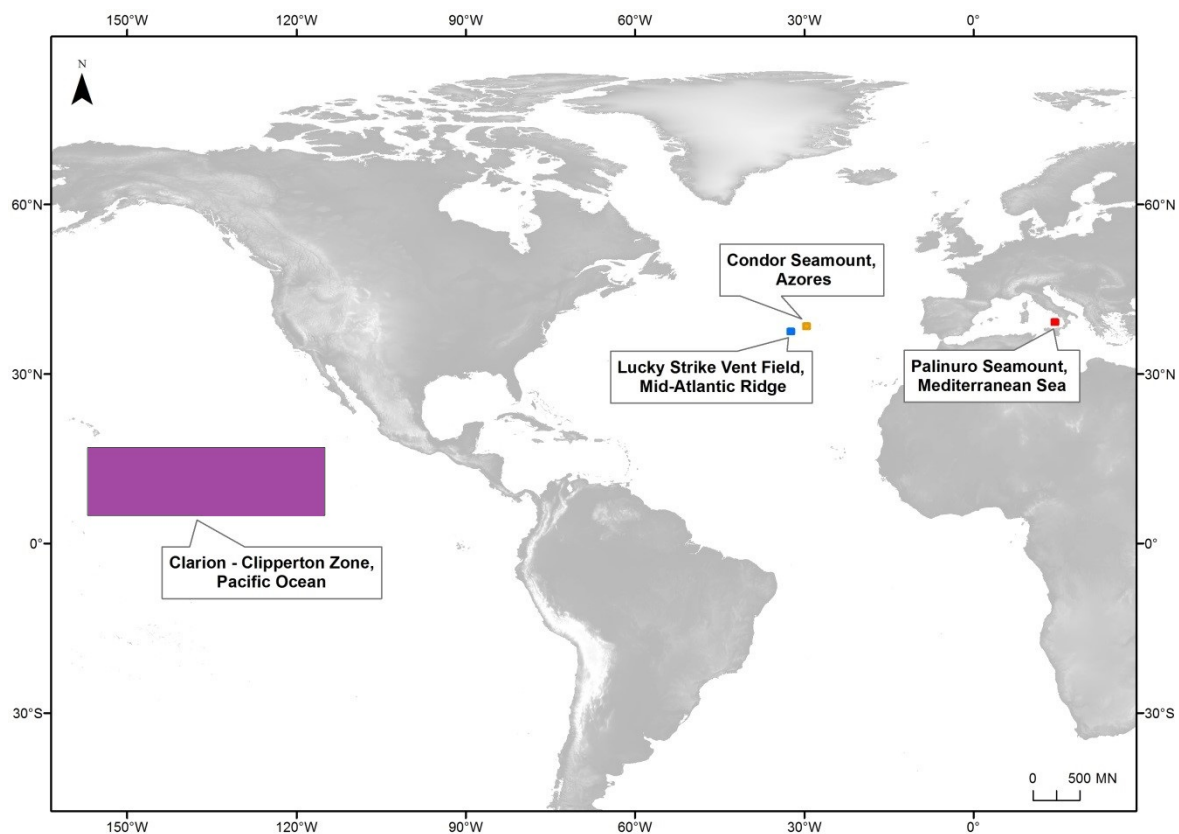 150°W 120°W 90°W 60°W 30°W 0°
N
60°N 60°N
Condor Seamount,
Azores
Lucky Strike Vent Field,
Mid-Atlantic Ridge
Palinuro Seamount,
Mediterranean Sea
30°N 30°N
Clarion - Clipperton Zone,
Pacific Ocean
0° 0°
30°S 30°S
0 500 MN
150°W 120°W 90°W 60°W 30°W 0°